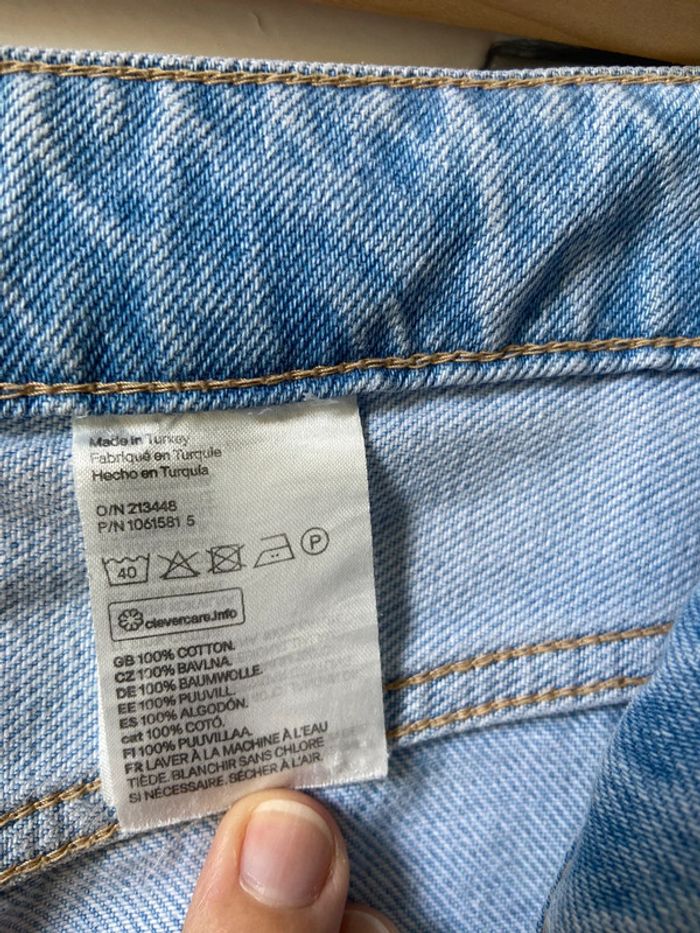 Made in Turkey
Fabriqué en Turquie
Hecho en Turquía
O/N 213448
P/N 1061581 5
40
P
clevercare.info
GB 100% COTTON.
CZ 100% BAVLNA.
DE 100% BAUMWOLLE.
EE 100% PUUVILL.
ES 100% ALGODÓN.
cat 100% COTÓ.
FI 100% PUUVILLAA.
FR LAVER À LA MACHINE À L'EAU
TIÈDE. BLANCHIR SANS CHLORE
SI NÉCESSAIRE. SÉCHER À L'AIR.